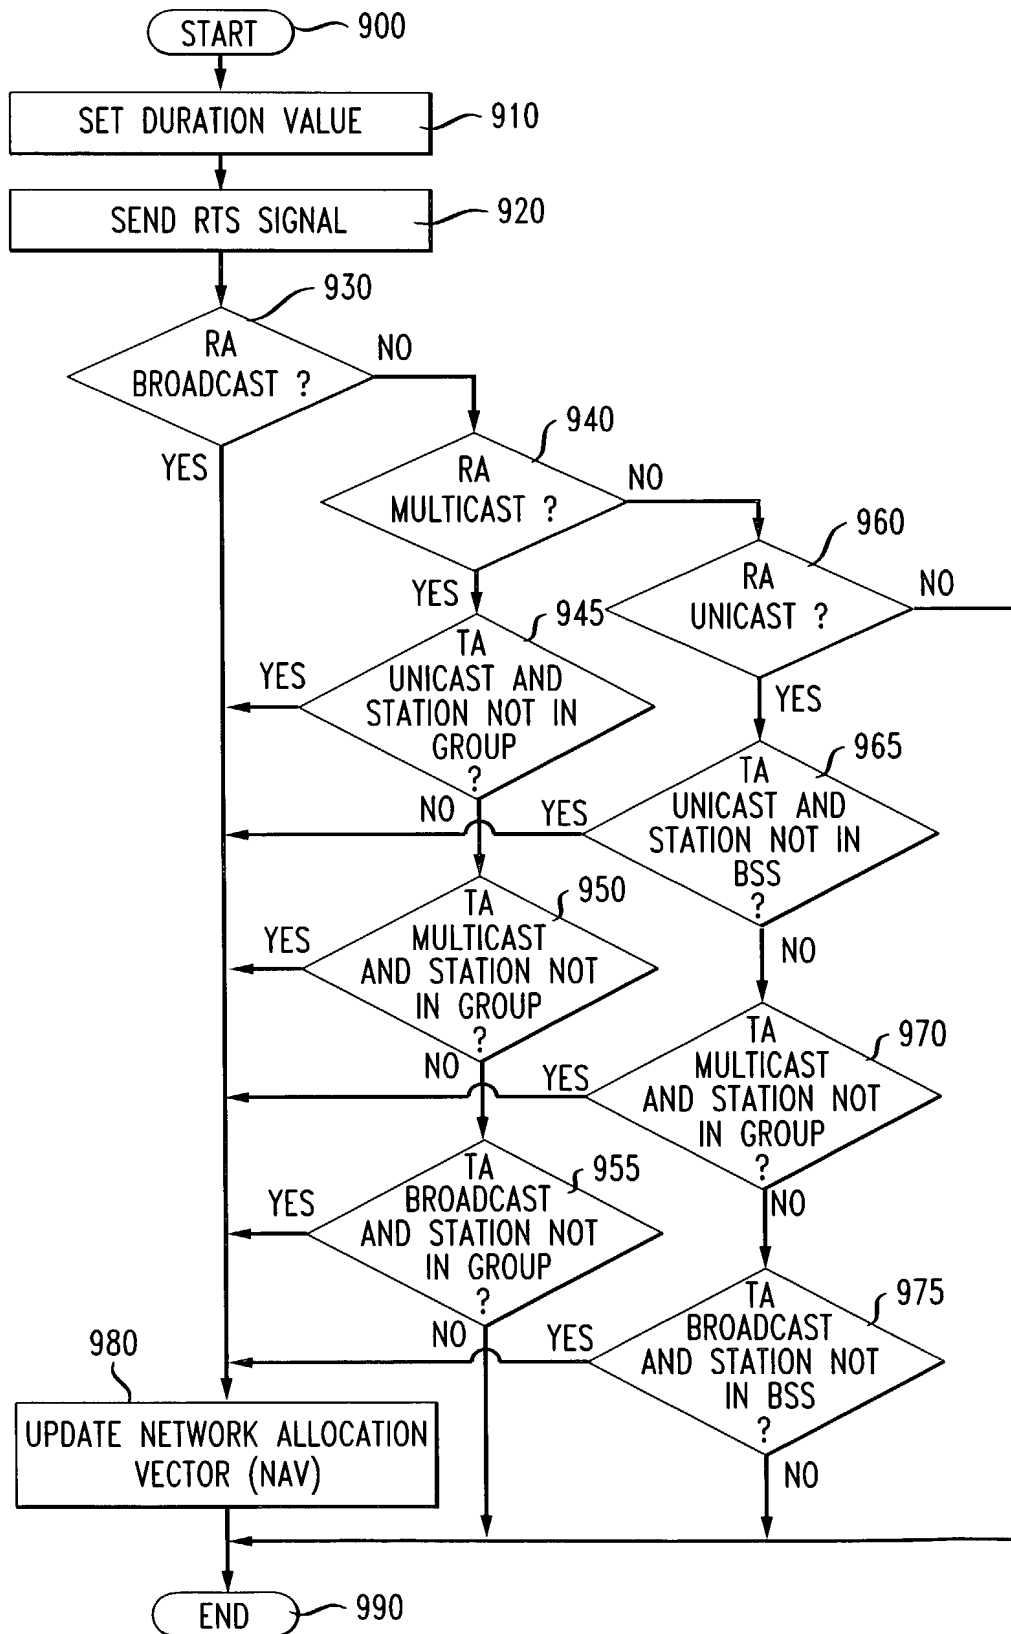 START
900
SET DURATION VALUE
910
SEND RTS SIGNAL
920
930
RA
BROADCAST ?
NO
YES
940
RA
MULTICAST ?
NO
YES
960
RA
UNICAST ?
NO
YES
945
TA
UNICAST AND
STATION NOT IN
GROUP
?
YES
NO
965
TA
UNICAST AND
STATION NOT IN
BSS
?
YES
NO
950
TA
MULTICAST
AND STATION NOT
IN GROUP
?
YES
NO
970
TA
MULTICAST
AND STATION NOT
IN GROUP
?
YES
NO
955
TA
BROADCAST
AND STATION NOT
IN GROUP
?
YES
NO
975
TA
BROADCAST
AND STATION NOT
IN BSS
?
YES
NO
980
UPDATE NETWORK ALLOCATION
VECTOR (NAV)
END
990